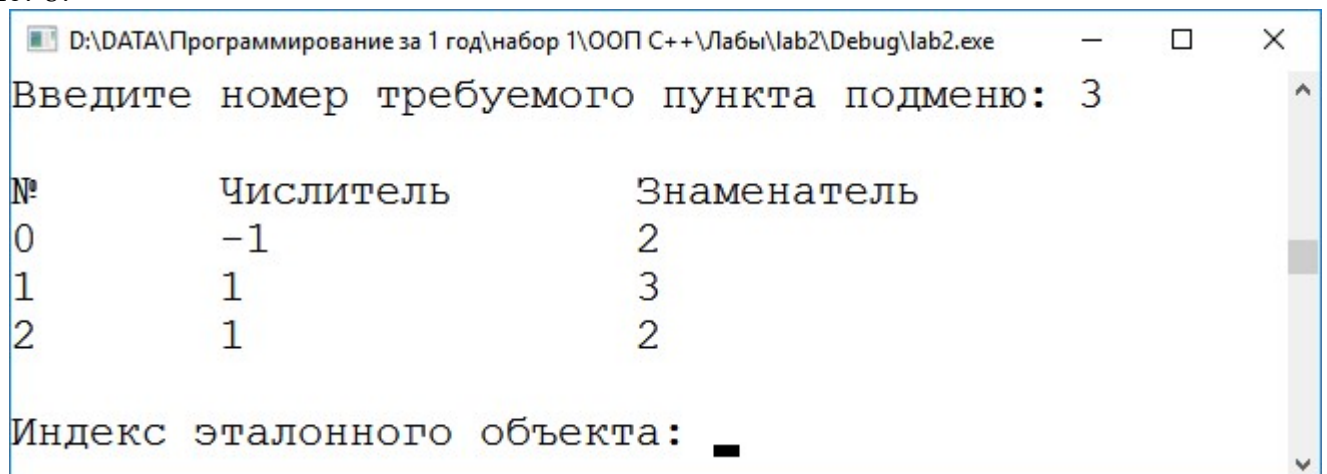 D:\DATA\Программирование за 1 год\набор 1\ООП С++\Лабы\lab2\Debug\lab2.exe
Введите номер требуемого пункта подменю: 3
№ Числитель Знаменатель
0 -1 2
1 1 3
2 1 2
Индекс эталонного объекта: